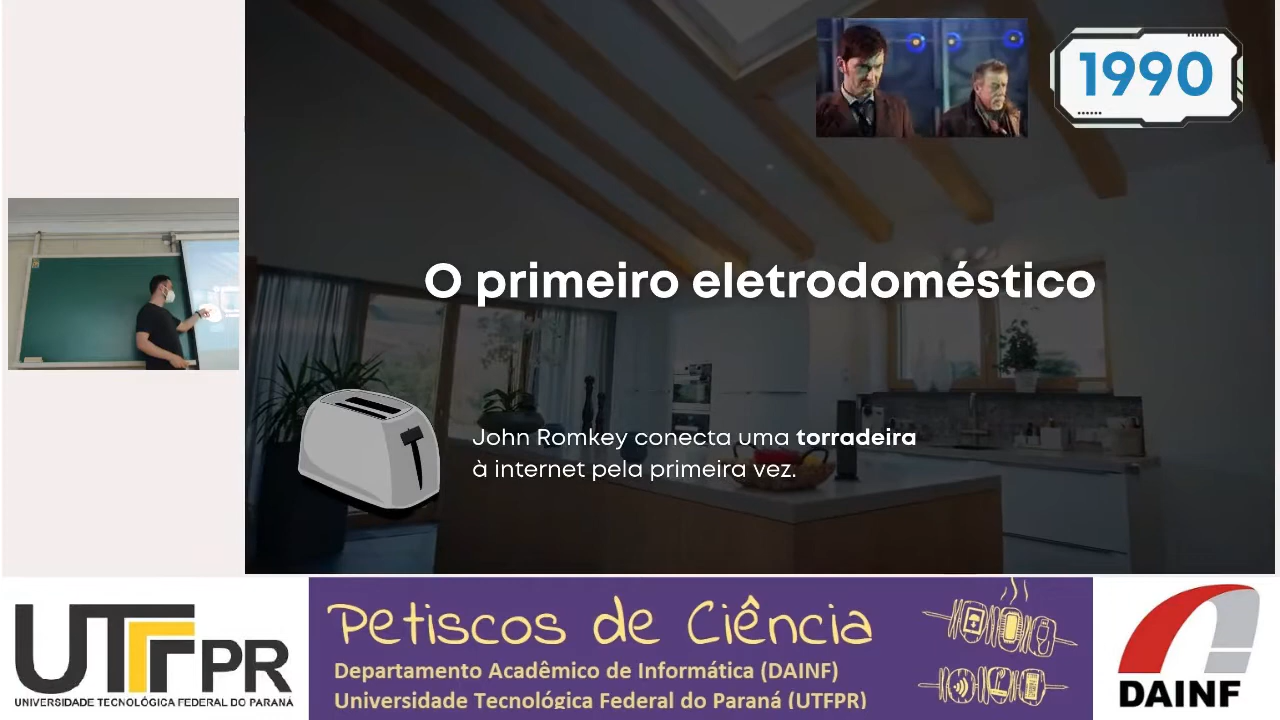 1990
O primeiro eletrodoméstico
John Romkey conecta uma torradeira
à internet pela primeira vez.
UTFPR
UNIVERSIDADE TECNOLÓGICA FEDERAL DO PARANÁ
Petiscos de Ciência
Departamento Acadêmico de Informática (DAINF)
Universidade Tecnológica Federal do Paraná (UTFPR)
DAINF